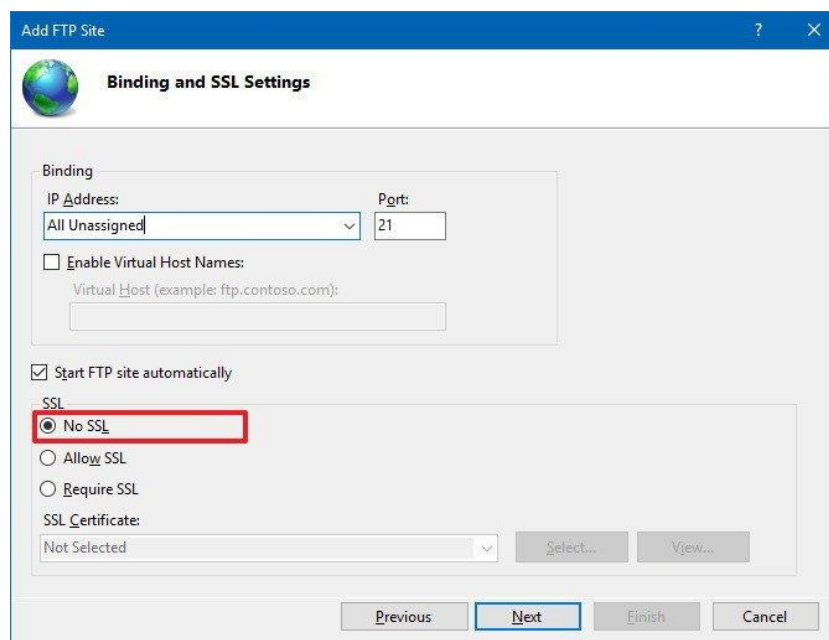 Add FTP Site ?
Binding and SSL Settings
Binding
IP Address: Port:
All Unassigned 21
Enable Virtual Host Names:
Virtual Host (example: ftp.contoso.com):
Start FTP site automatically
SSL
No SSL
Allow SSL
Require SSL
SSL Certificate:
Not Selected Select... View...
Previous Next Finish Cancel